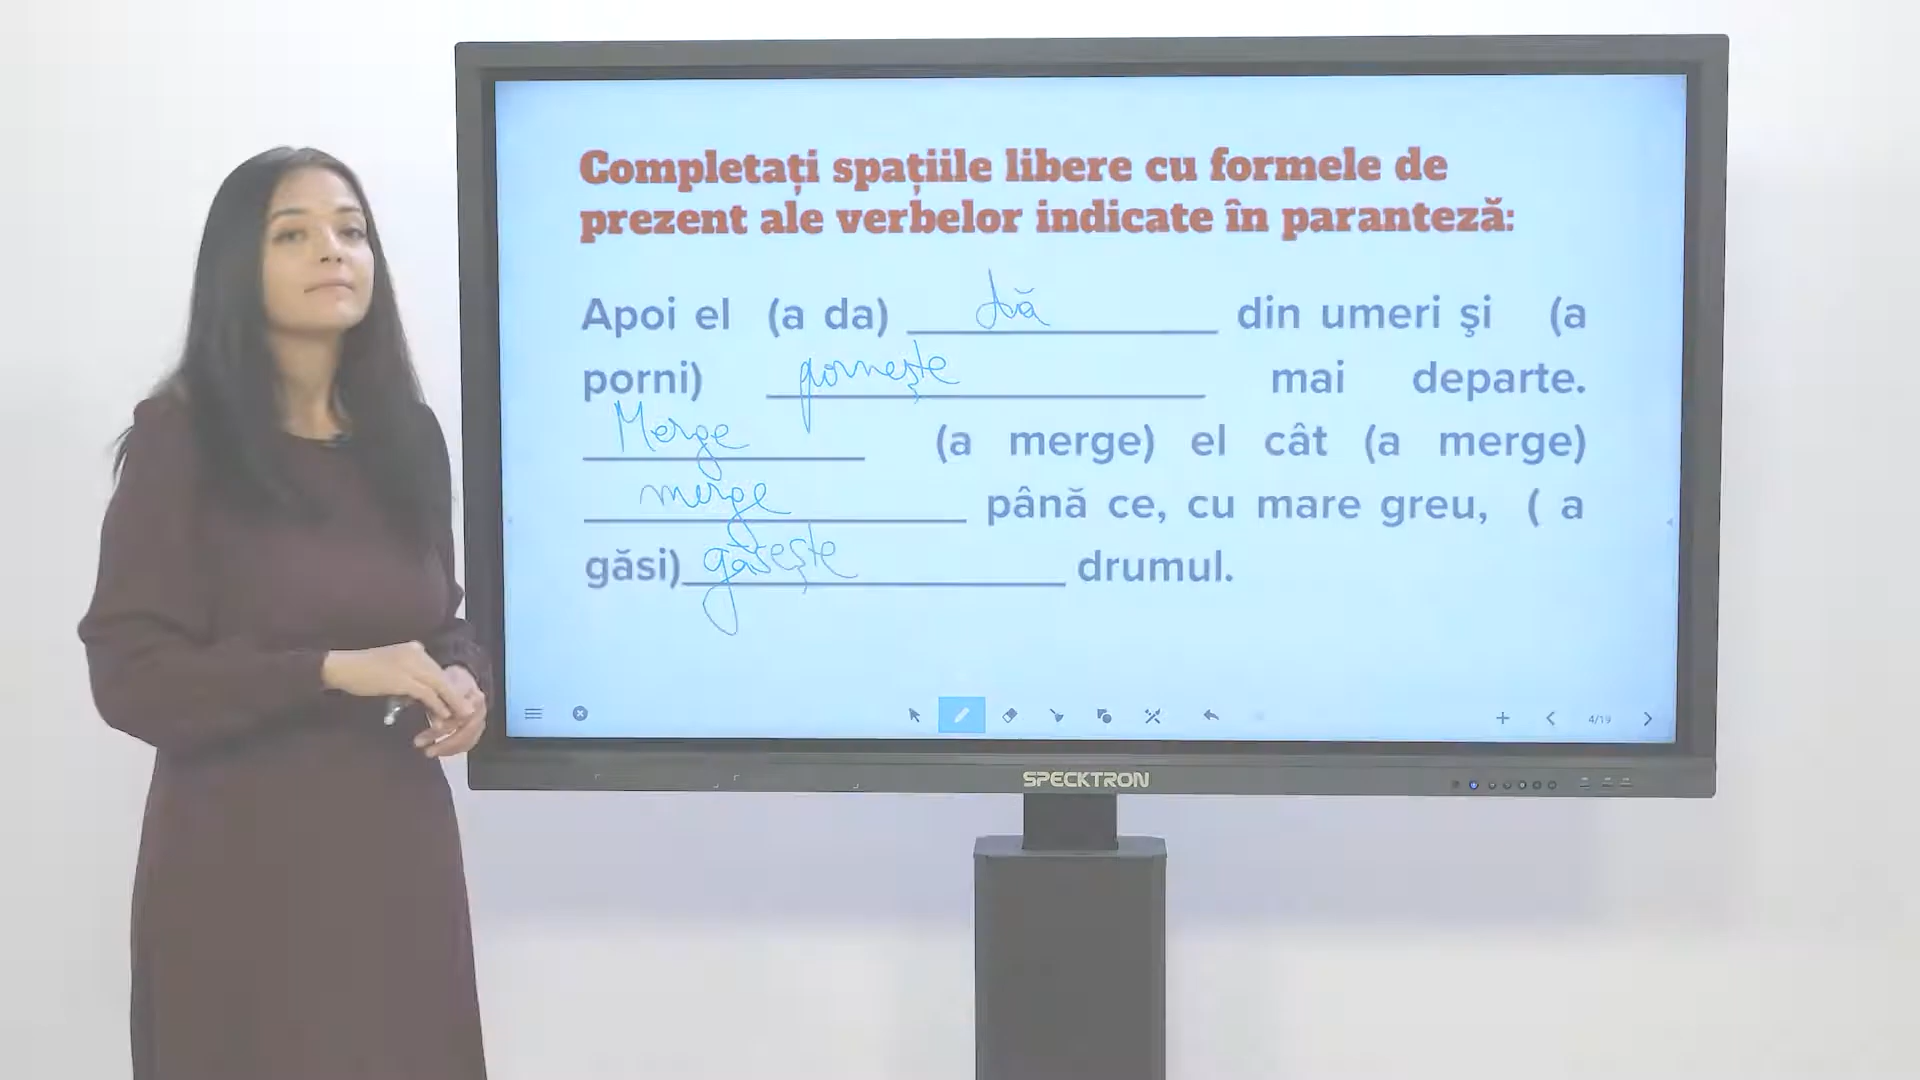 Completați spațiile libere cu formele de
prezent ale verbelor indicate în paranteză:
Apoi el (a da) dă din umeri şi (a
porni) pornește mai departe.
Merge (a merge) el cât (a merge)
merge până ce, cu mare greu, ( a
găsi) găsește drumul.
4/19
SPECKTRON